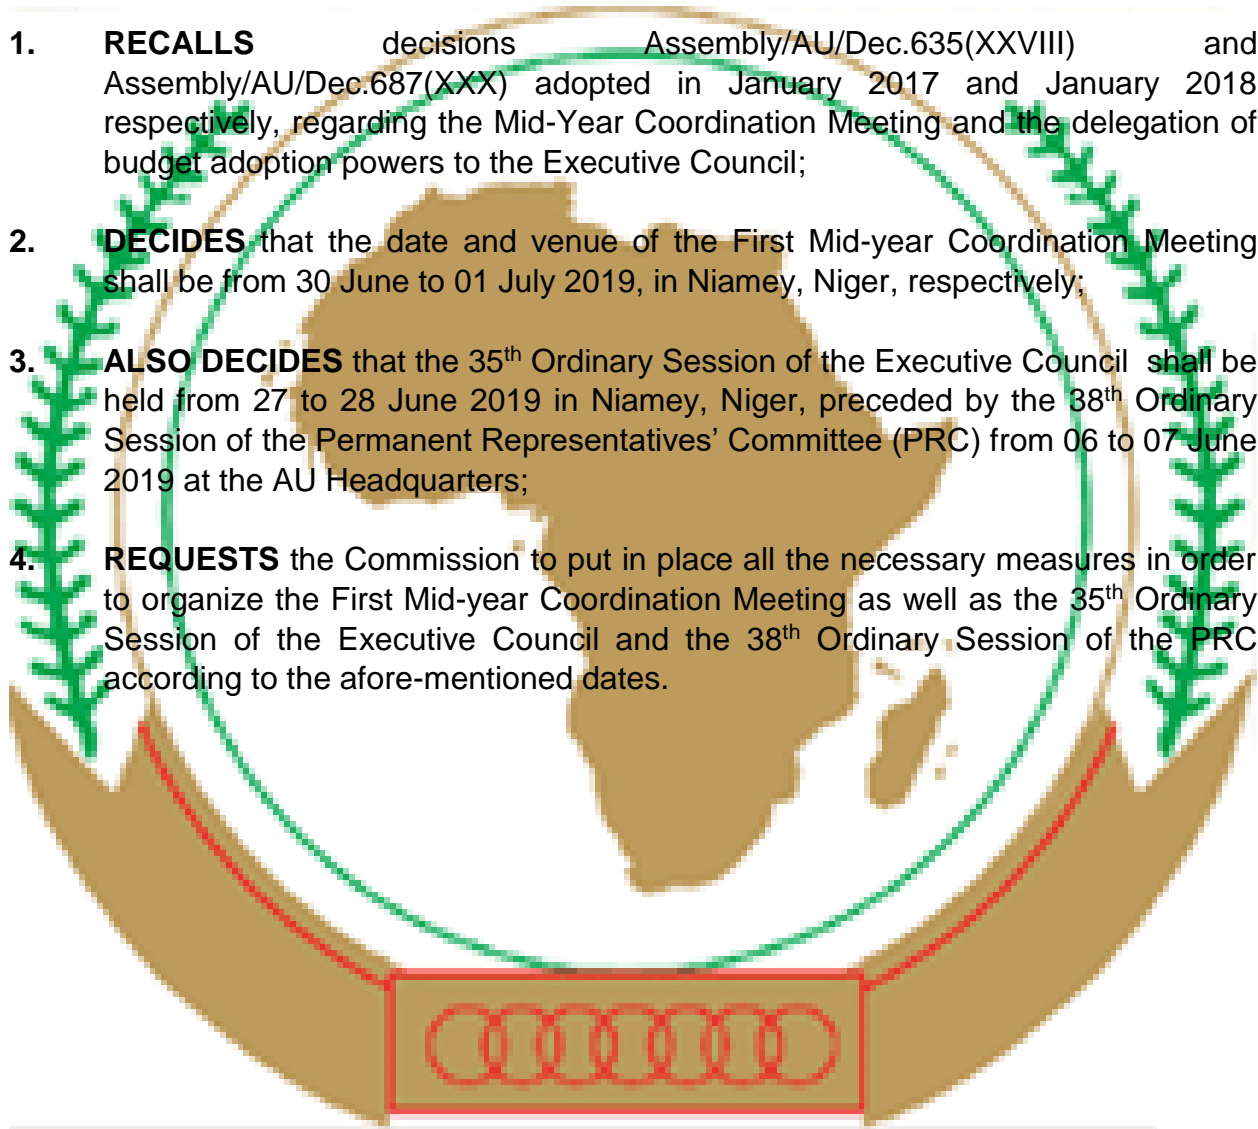 1. RECALLS decisions Assembly/AU/Dec.635(XXVIII) and
Assembly/AU/Dec.687(XXX) adopted in January 2017 and January 2018
respectively, regarding the Mid-Year Coordination Meeting and the delegation of
budget adoption powers to the Executive Council;
2. DECIDES that the date and venue of the First Mid-year Coordination Meeting
shall be from 30 June to 01 July 2019, in Niamey, Niger, respectively;
3. ALSO DECIDES that the 35th Ordinary Session of the Executive Council shall be
held from 27 to 28 June 2019 in Niamey, Niger, preceded by the 38th Ordinary
Session of the Permanent Representatives’ Committee (PRC) from 06 to 07 June
2019 at the AU Headquarters;
4. REQUESTS the Commission to put in place all the necessary measures in order
to organize the First Mid-year Coordination Meeting as well as the 35th Ordinary
Session of the Executive Council and the 38th Ordinary Session of the PRC
according to the afore-mentioned dates.